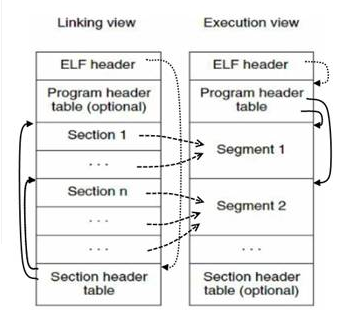 Linking view
ELF header
Program header
table (optional)
Section 1
. . .
Section n
. . .
. . .
Section header
table
Execution view
ELF header
Program header
table
Segment 1
Segment 2
. . .
Section header
table (optional)